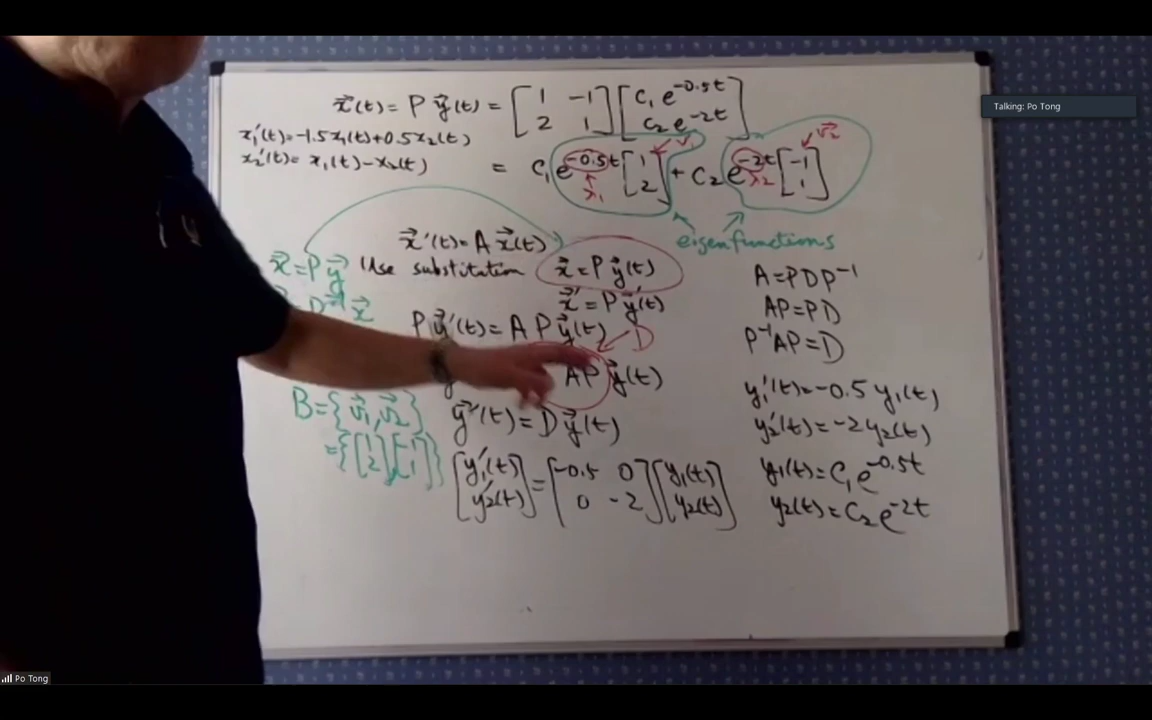 x⃗(t) = P y⃗(t) = [1 -1; 2 1] [c₁e^{-0.5t}; c₂e^{-2t}]
x₁'(t) = -1.5x₁(t) + 0.5x₂(t)
x₂'(t) = x₁(t) - x₂(t)
= c₁e^{-0.5t} [1; 2] + c₂e^{-2t} [-1; 1]
v⃗₁
v⃗₂
λ₁
λ₂
eigenfunctions
x⃗'(t) = A x⃗(t)
x⃗ = P y⃗
Use substitution x⃗ = P y⃗(t)
x⃗' = P y⃗'(t)
P y⃗'(t) = A P y⃗(t)
D
AP y⃗(t)
y⃗'(t) = D y⃗(t)
[y₁'(t); y₂'(t)] = [-0.5 0; 0 -2] [y₁(t); y₂(t)]
P⁻¹ x⃗
B = {v⃗₁, v⃗₂}
= {[1; 2], [-1; 1]}
A = PDP⁻¹
AP = PD
P⁻¹AP = D
y₁'(t) = -0.5 y₁(t)
y₂'(t) = -2 y₂(t)
y₁(t) = c₁e^{-0.5t}
y₂(t) = c₂e^{-2t}
Talking: Po Tong
Po Tong